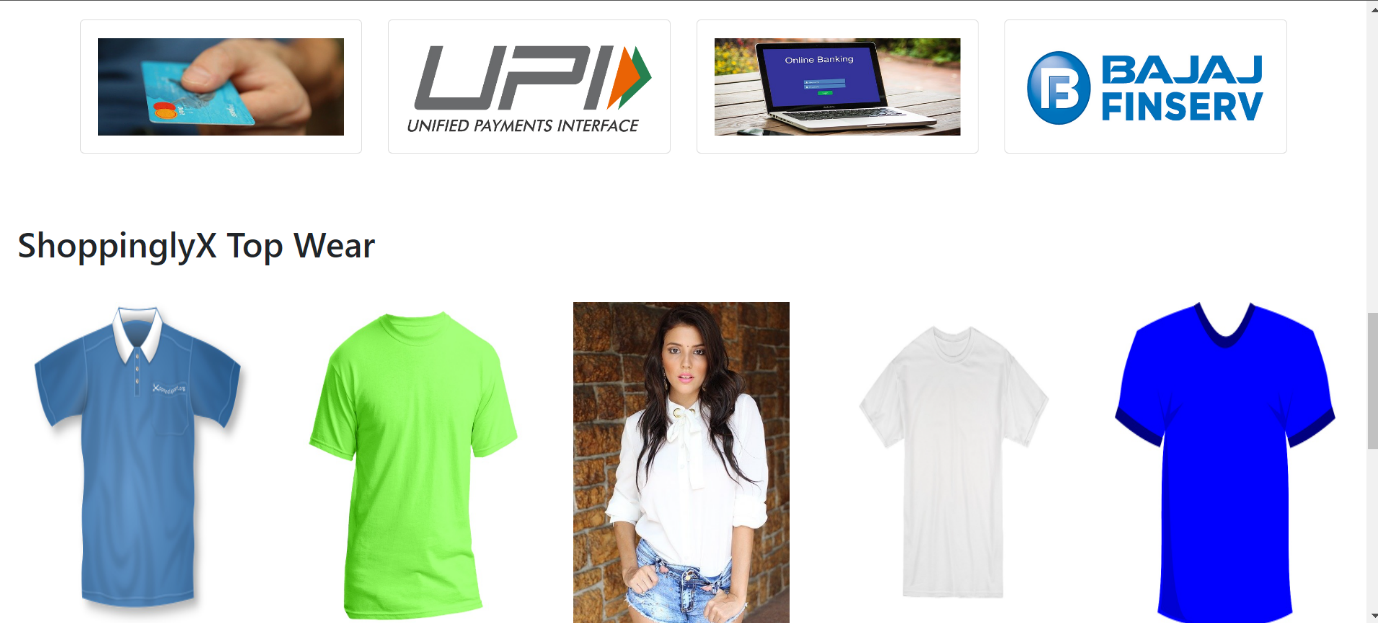 UPI
UNIFIED PAYMENTS INTERFACE
Online Banking
BAJAJ
FINSERV
ShoppinglyX Top Wear